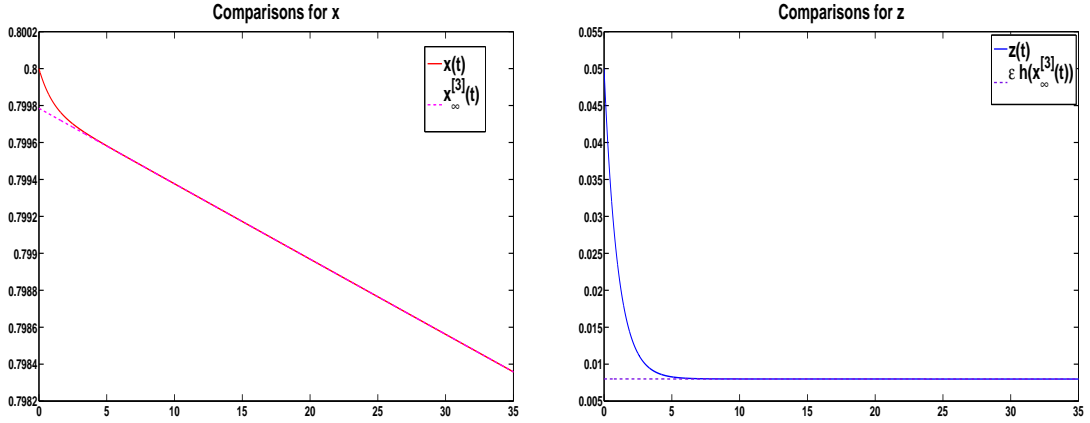 Comparisons for x
0.8002
0.8
0.7998
0.7996
0.7994
0.7992
0.799
0.7988
0.7986
0.7984
0.7982
0 5 10 15 20 25 30 35
x(t)
x_∞^[3](t)
Comparisons for z
0.055
0.05
0.045
0.04
0.035
0.03
0.025
0.02
0.015
0.01
0.005
0 5 10 15 20 25 30 35
z(t)
ε h(x_∞^[3](t))